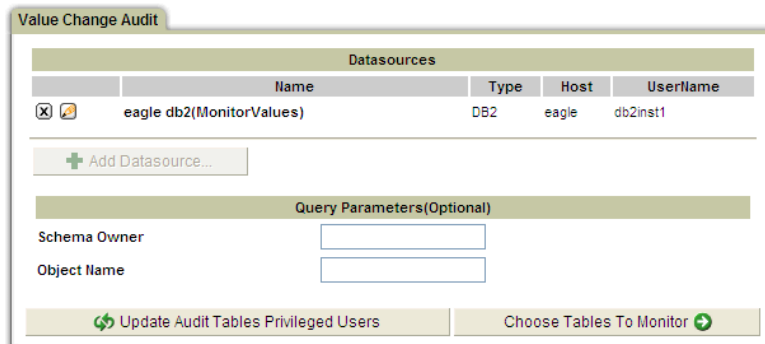 Value Change Audit
Datasources
Name Type Host UserName
eagle db2(MonitorValues) DB2 eagle db2inst1
Add Datasource...
Query Parameters(Optional)
Schema Owner
Object Name
Update Audit Tables Privileged Users Choose Tables To Monitor